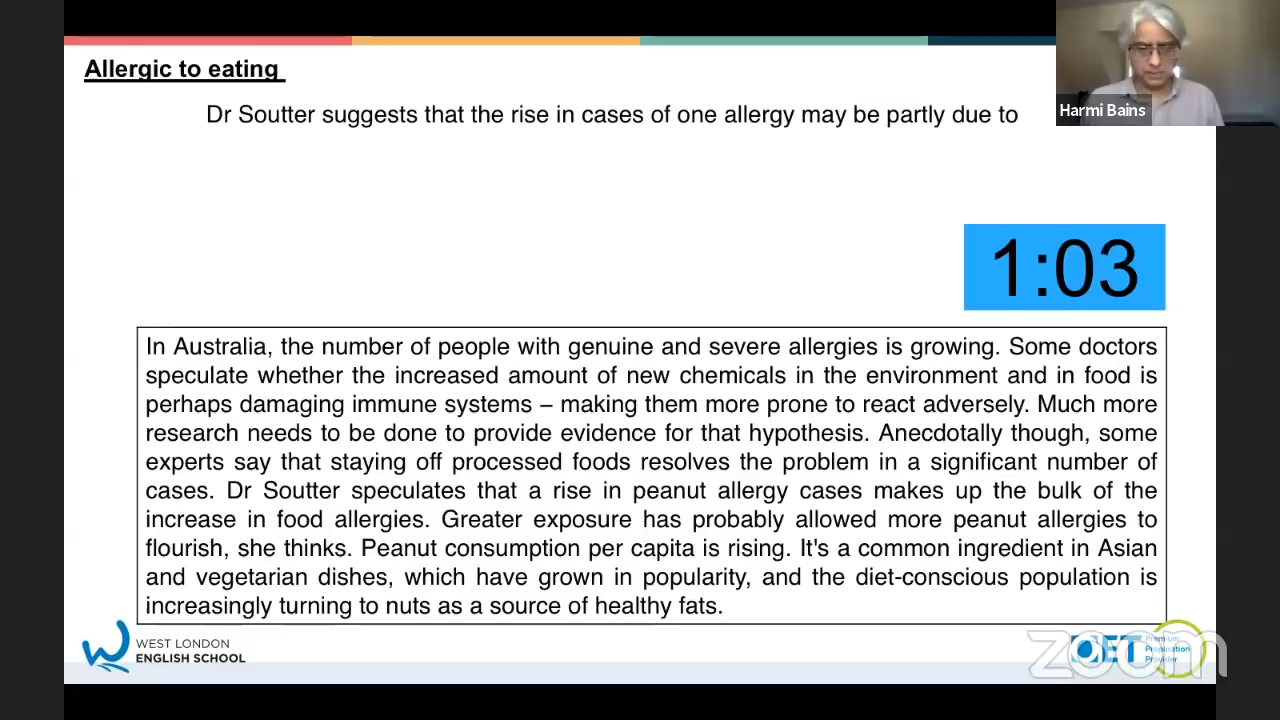 Allergic to eating
Harmi Bains
Dr Soutter suggests that the rise in cases of one allergy may be partly due to
1:03
In Australia, the number of people with genuine and severe allergies is growing. Some doctors
speculate whether the increased amount of new chemicals in the environment and in food is
perhaps damaging immune systems – making them more prone to react adversely. Much more
research needs to be done to provide evidence for that hypothesis. Anecdotally though, some
experts say that staying off processed foods resolves the problem in a significant number of
cases. Dr Soutter speculates that a rise in peanut allergy cases makes up the bulk of the
increase in food allergies. Greater exposure has probably allowed more peanut allergies to
flourish, she thinks. Peanut consumption per capita is rising. It's a common ingredient in Asian
and vegetarian dishes, which have grown in popularity, and the diet-conscious population is
increasingly turning to nuts as a source of healthy fats.
WEST LONDON
ENGLISH SCHOOL
OET
Premium
Preparation
Provider
zoom